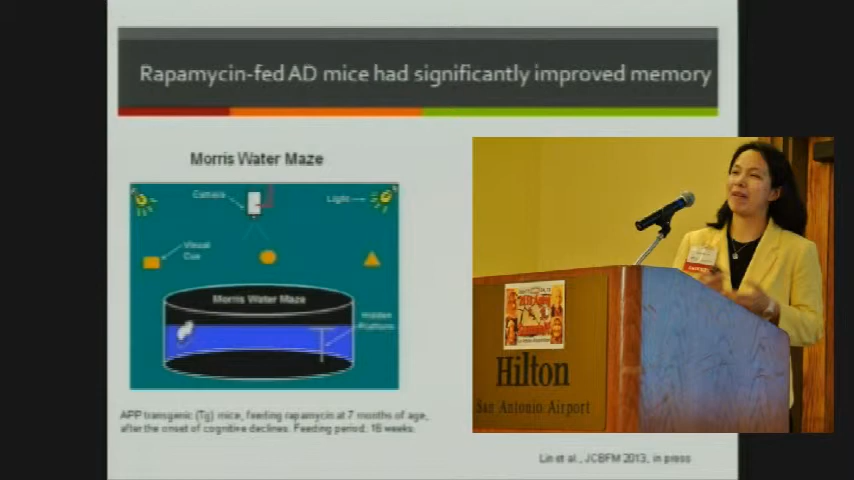 Rapamycin-fed AD mice had significantly improved memory
Morris Water Maze
Camera
Light
Visual
Cue
Morris Water Maze
Hidden
Platform
APP transgenic (Tg) mice, feeding rapamycin at 7 months of age,
after the onset of cognitive declines. Feeding period: 16 weeks.
Lin et al., JCBFM 2013, in press
Hilton
San Antonio Airport